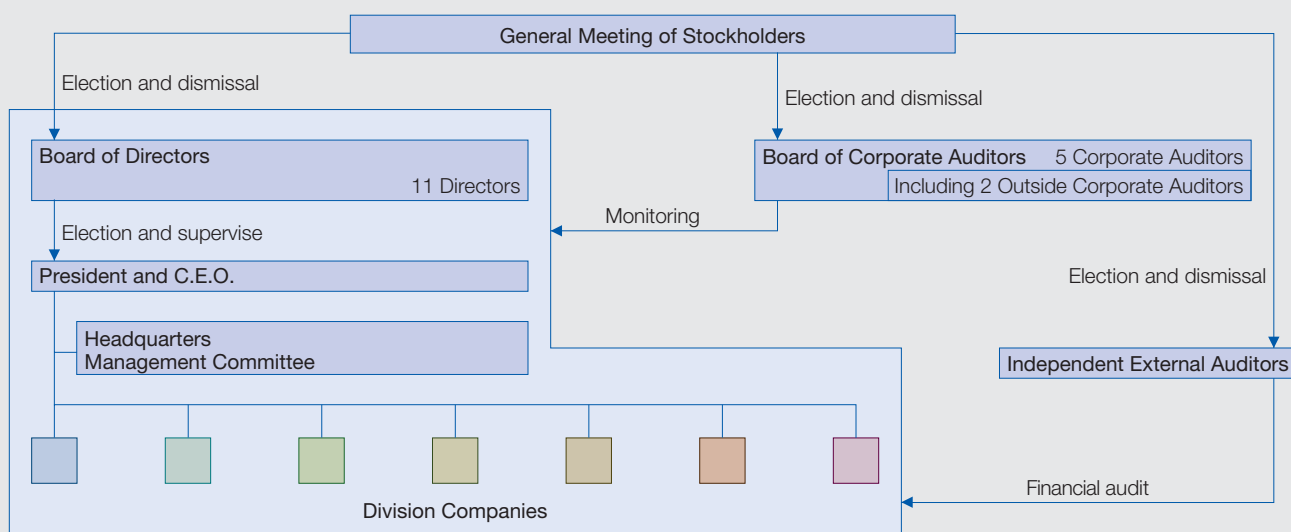 General Meeting of Stockholders
Election and dismissal
Election and dismissal
Board of Directors
11 Directors
Board of Corporate Auditors 5 Corporate Auditors
Including 2 Outside Corporate Auditors
Monitoring
Election and supervise
President and C.E.O.
Election and dismissal
Headquarters
Management Committee
Independent External Auditors
Financial audit
Division Companies